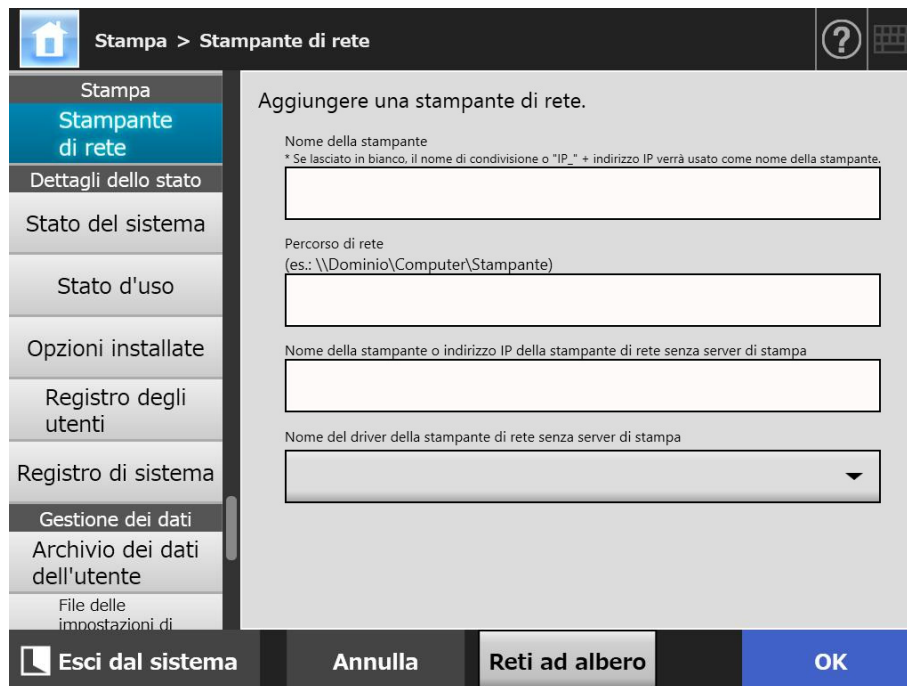 Stampa > Stampante di rete
?
Stampa
Stampante
di rete
Dettagli dello stato
Stato del sistema
Stato d'uso
Opzioni installate
Registro degli
utenti
Registro di sistema
Gestione dei dati
Archivio dei dati
dell'utente
File delle
impostazioni di
Aggiungere una stampante di rete.
Nome della stampante
* Se lasciato in bianco, il nome di condivisione o "IP_" + indirizzo IP verrà usato come nome della stampante.
Percorso di rete
(es.: \\Dominio\Computer\Stampante)
Nome della stampante o indirizzo IP della stampante di rete senza server di stampa
Nome del driver della stampante di rete senza server di stampa
Esci dal sistema
Annulla
Reti ad albero
OK